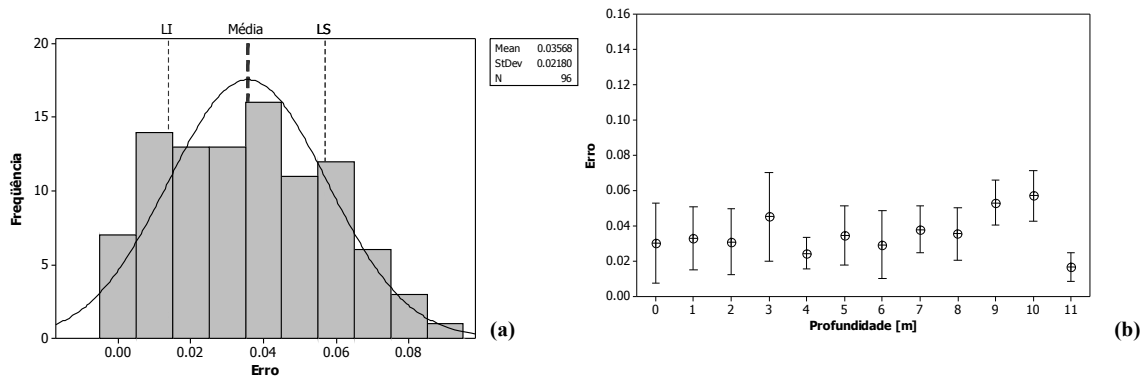 LI Média LS
20
15
10
5
0
Freqüência
0.00 0.02 0.04 0.06 0.08
Erro
Mean 0.03568
StDev 0.02180
N 96
(a)
0.16
0.14
0.12
0.10
0.08
0.06
0.04
0.02
0.00
Erro
0 1 2 3 4 5 6 7 8 9 10 11
Profundidade [m]
(b)